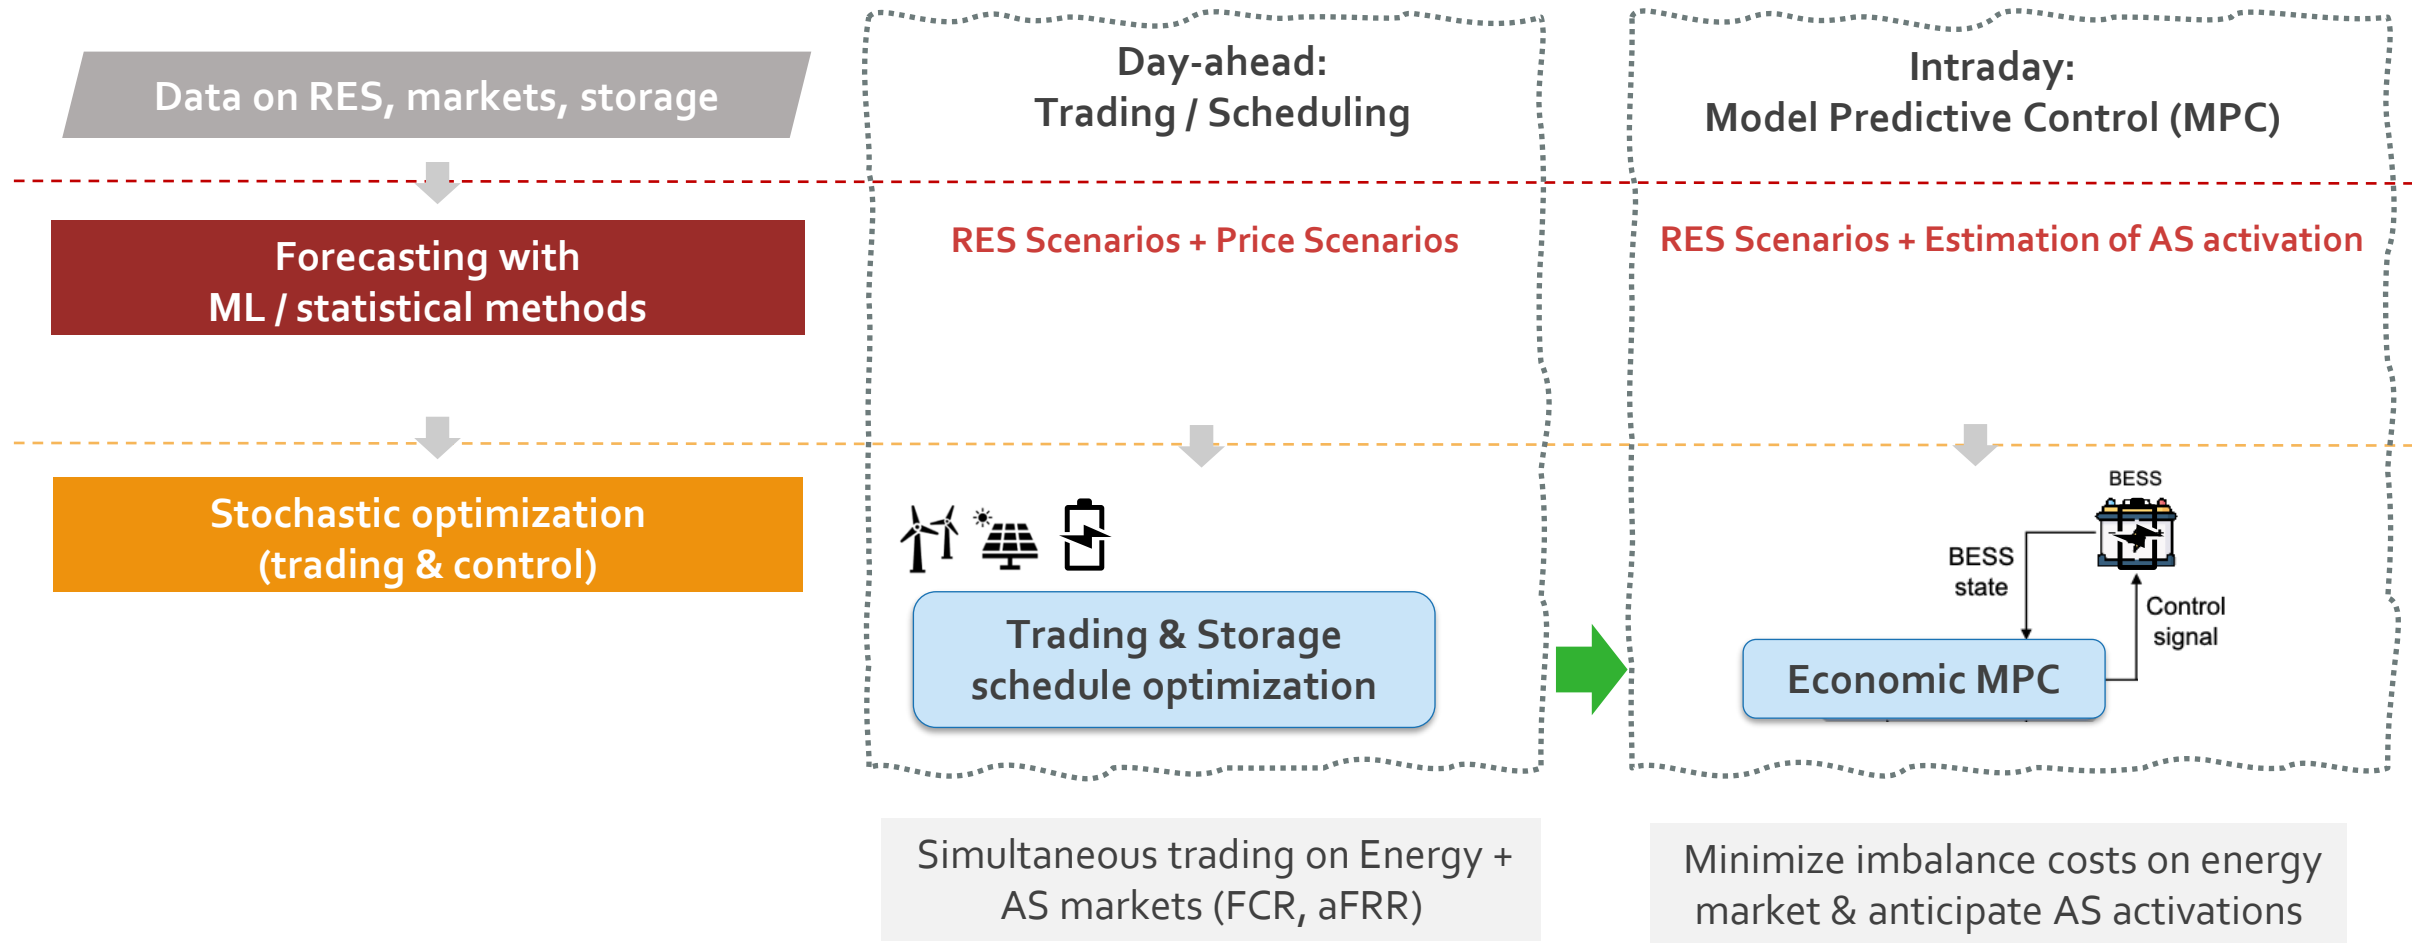 Data on RES, markets, storage
Forecasting with
ML / statistical methods
Stochastic optimization
(trading & control)
Day-ahead:
Trading / Scheduling
RES Scenarios + Price Scenarios
Trading & Storage
schedule optimization
Simultaneous trading on Energy +
AS markets (FCR, aFRR)
Intraday:
Model Predictive Control (MPC)
RES Scenarios + Estimation of AS activation
BESS
BESS
state
Control
signal
Economic MPC
Minimize imbalance costs on energy
market & anticipate AS activations